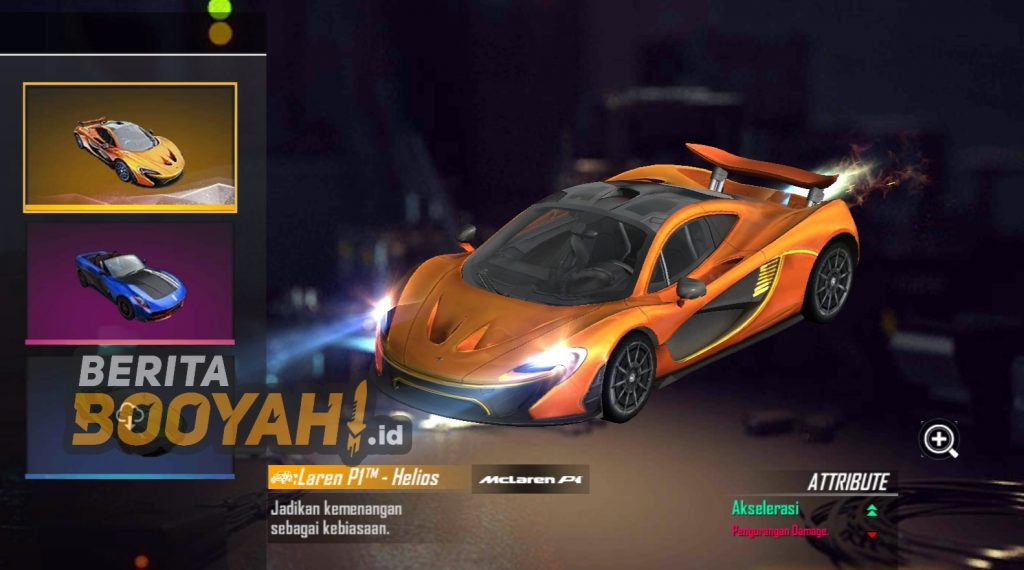 BERITA
BOOYAH!.id
:Laren P1™ - Helios
McLaren P1
Jadikan kemenangan
sebagai kebiasaan.
ATTRIBUTE
Akselerasi
Pengurangan Damage.